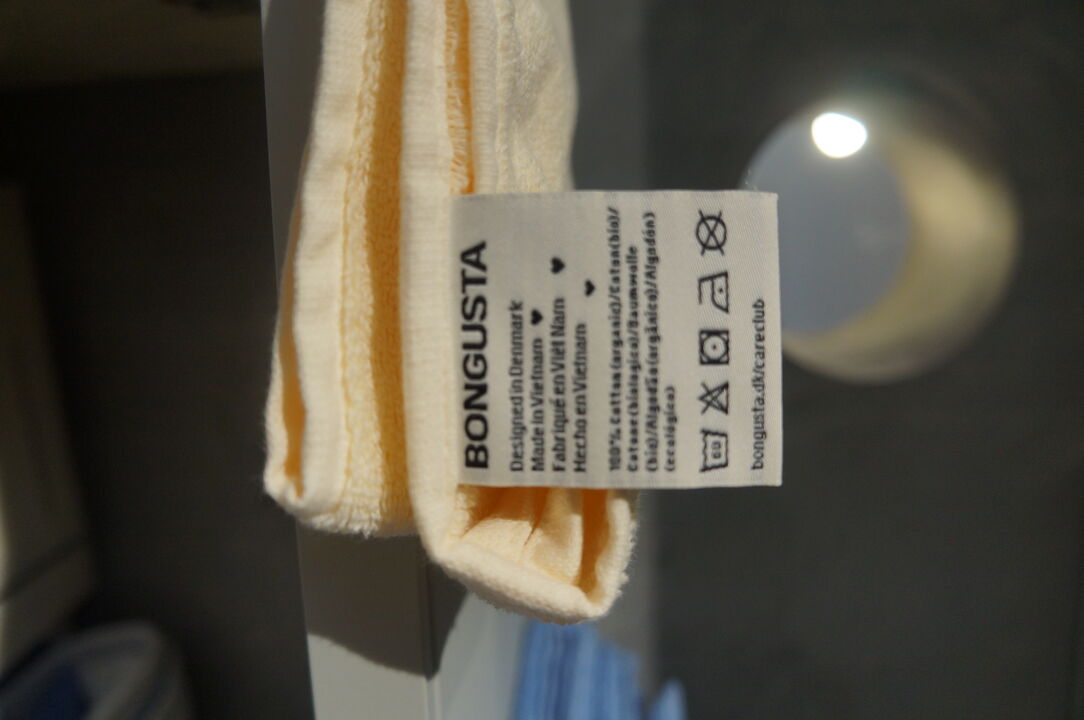 BONGUSTA
Designed in Denmark
Made in Vietnam
Fabriqué en Viêt Nam
Hecho en Vietnam
100% Cotton(organic)/Coton(bio)/
Cotone(biologico)/Baumwolle
(bio)/Algodão(orgânico)/Algodón
(ecológico)
60
bongusta.dk/careclub